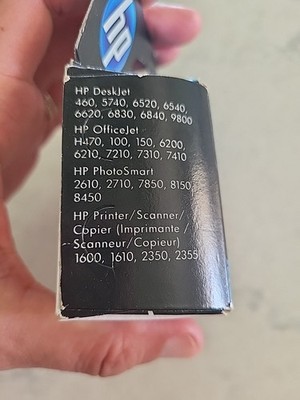 hp
HP DeskJet
460, 5740, 6520, 6540,
6620, 6830, 6840, 9800
HP OfficeJet
H470, 100, 150, 6200,
6210, 7210, 7310, 7410
HP PhotoSmart
2610, 2710, 7850, 8150,
8450
HP Printer/Scanner/
Copier (Imprimante /
Scanneur/Copieur)
1600, 1610, 2350, 2355